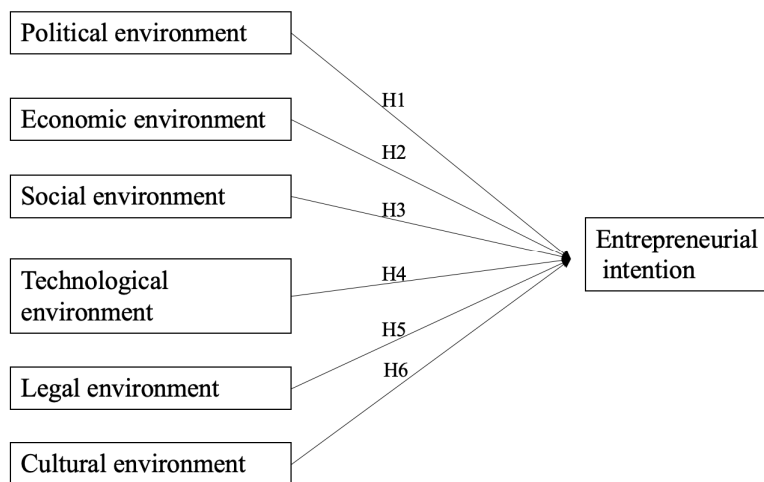 Political environment
H1
Economic environment
H2
Social environment
H3
Entrepreneurial
intention
Technological
environment
H4
H5
Legal environment
H6
Cultural environment